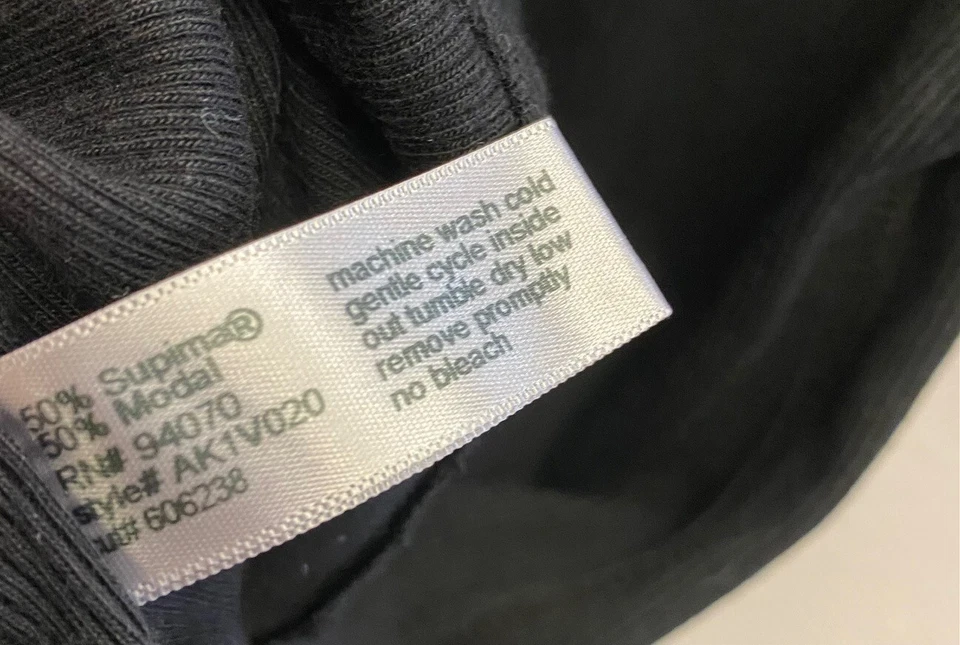 50% Supima®
50% Modal
RN# 94070
style# AK1V020
cut# 606238
machine wash cold
gentle cycle inside
out tumble dry low
remove promptly
no bleach